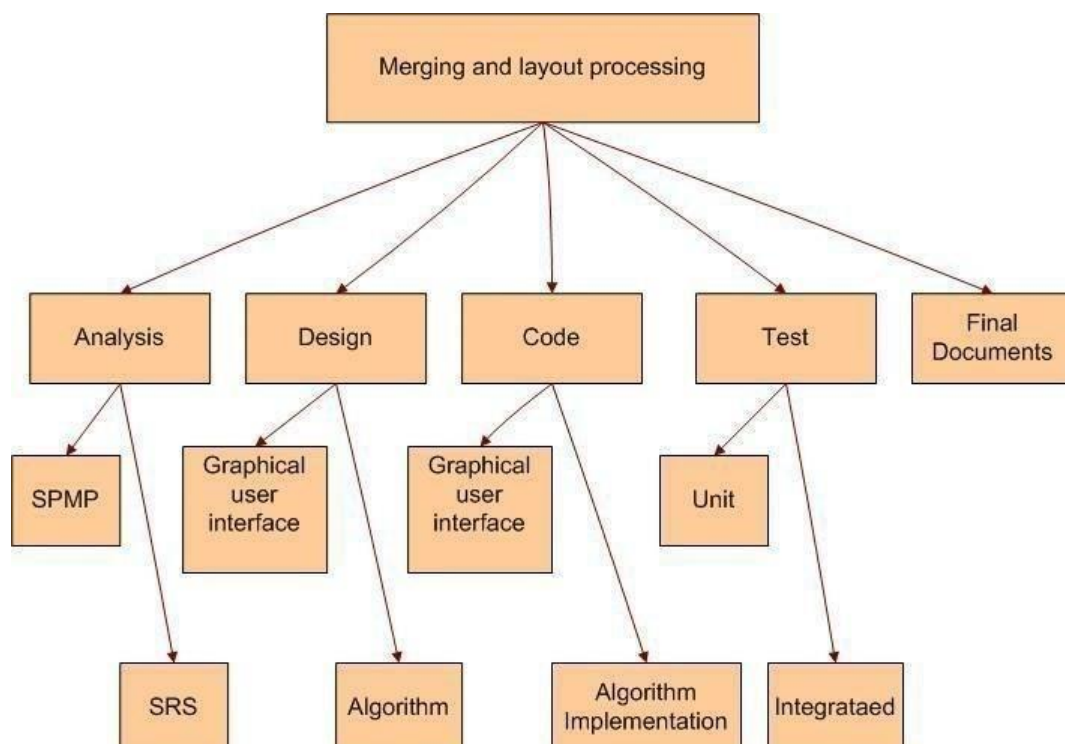 Merging and layout processing
Analysis
Design
Code
Test
Final
Documents
SPMP
Graphical
user
interface
Graphical
user
interface
Unit
SRS
Algorithm
Algorithm
Implementation
Integrataed